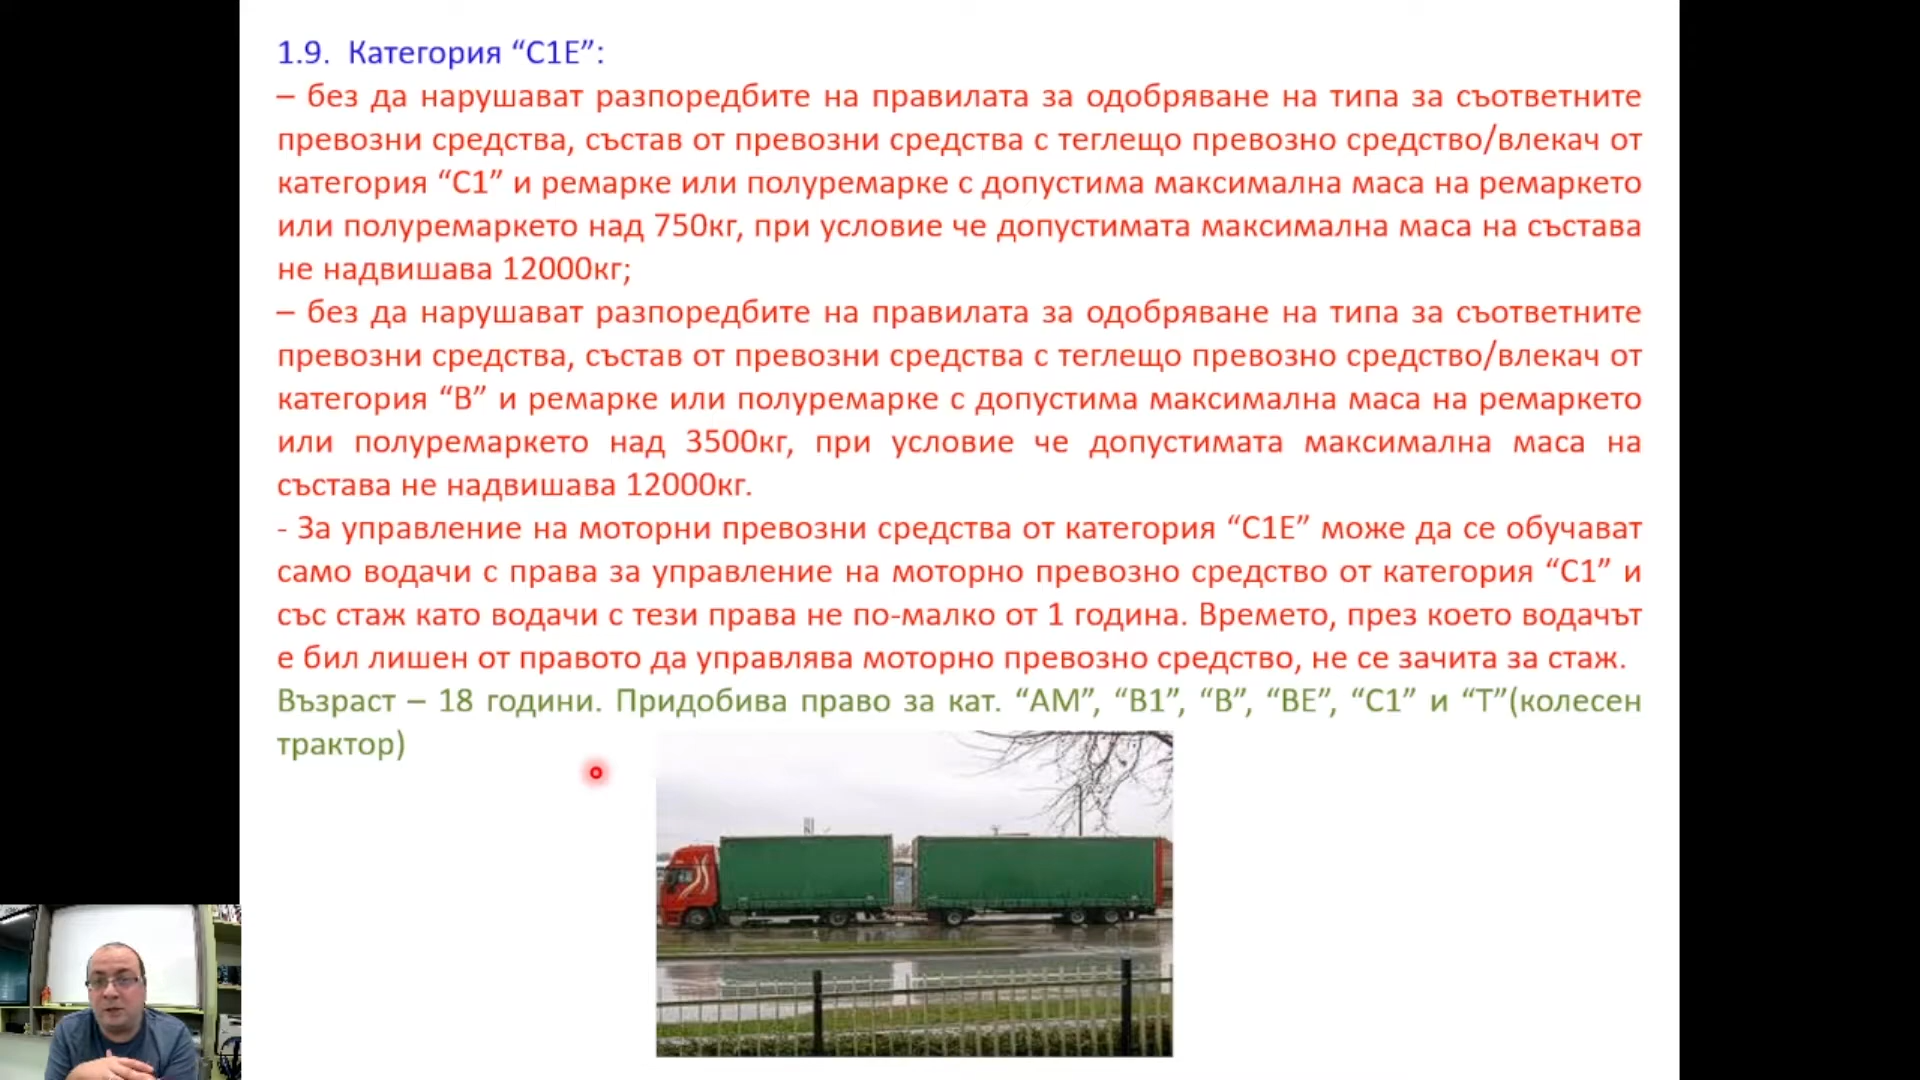 1.9. Категория “C1E”:
– без да нарушават разпоредбите на правилата за одобряване на типа за съответните
превозни средства, състав от превозни средства с теглещо превозно средство/влекач от
категория “C1” и ремарке или полуремарке с допустима максимална маса на ремаркето
или полуремаркето над 750кг, при условие че допустимата максимална маса на състава
не надвишава 12000кг;
– без да нарушават разпоредбите на правилата за одобряване на типа за съответните
превозни средства, състав от превозни средства с теглещо превозно средство/влекач от
категория “B” и ремарке или полуремарке с допустима максимална маса на ремаркето
или полуремаркето над 3500кг, при условие че допустимата максимална маса на
състава не надвишава 12000кг.
- За управление на моторни превозни средства от категория “C1E” може да се обучават
само водачи с права за управление на моторно превозно средство от категория “C1” и
със стаж като водачи с тези права не по-малко от 1 година. Времето, през което водачът
е бил лишен от правото да управлява моторно превозно средство, не се зачита за стаж.
Възраст – 18 години. Придобива право за кат. “AM”, “B1”, “B”, “BE”, “C1” и “T”(колесен
трактор)